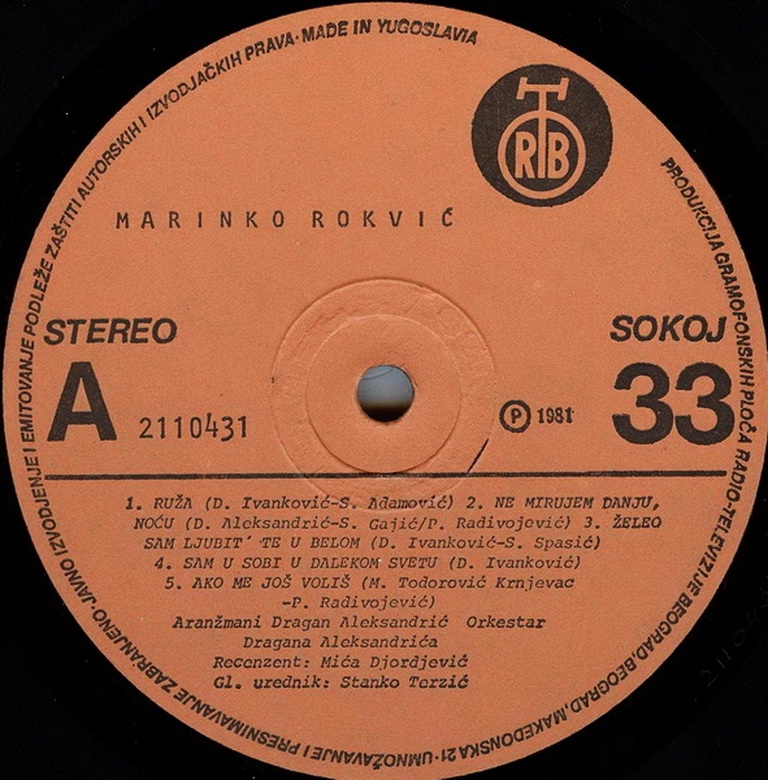 PRODUKCIJA GRAMOFONSKIH PLOČA RADIO-TELEVIZIJE BEOGRAD, BEOGRAD, MAKEDONSKA 21 · UMNOŽAVANJE I PRESNIMAVANJE ZABRANJENO · JAVNO IZVODJENJE I EMITOVANJE PODLEŽE ZAŠTITI AUTORSKIH I IZVODJAČKIH PRAVA · MADE IN YUGOSLAVIA
RTB
MARINKO ROKVIĆ
STEREO
SOKOJ
A
2110431
Ⓟ 1981
33
1. RUŽA (D. Ivanković-S. Adamović) 2. NE MIRUJEM DANJU,
NOĆU (D. Aleksandrić-S. Gajić/P. Radivojević) 3. ŽELEO
SAM LJUBIT' TE U BELOM (D. Ivanković-S. Spasić)
4. SAM U SOBI U DALEKOM SVETU (D. Ivanković)
5. AKO ME JOŠ VOLIŠ (M. Todorović Krnjevac
-P. Radivojević)
Aranžmani Dragan Aleksandrić Orkestar
Dragana Aleksandrića
Recenzent: Mića Djordjević
Gl. urednik: Stanko Terzić